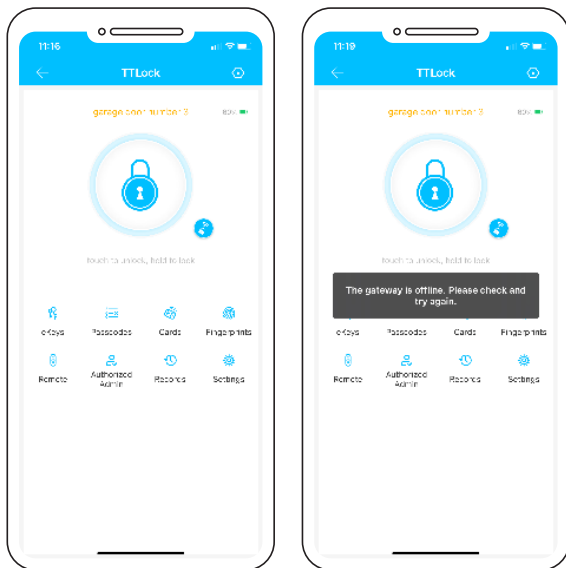 11:16
TTLock
garage door number 3
60%
touch to unlock, hold to lock
eKeys Passcodes Cards Fingerprints
Remote Authorized Admin Records Settings
11:19
TTLock
garage door number 3
60%
touch to unlock, hold to lock
The gateway is offline. Please check and
try again.
eKeys Passcodes Cards Fingerprints
Remote Authorized Admin Records Settings